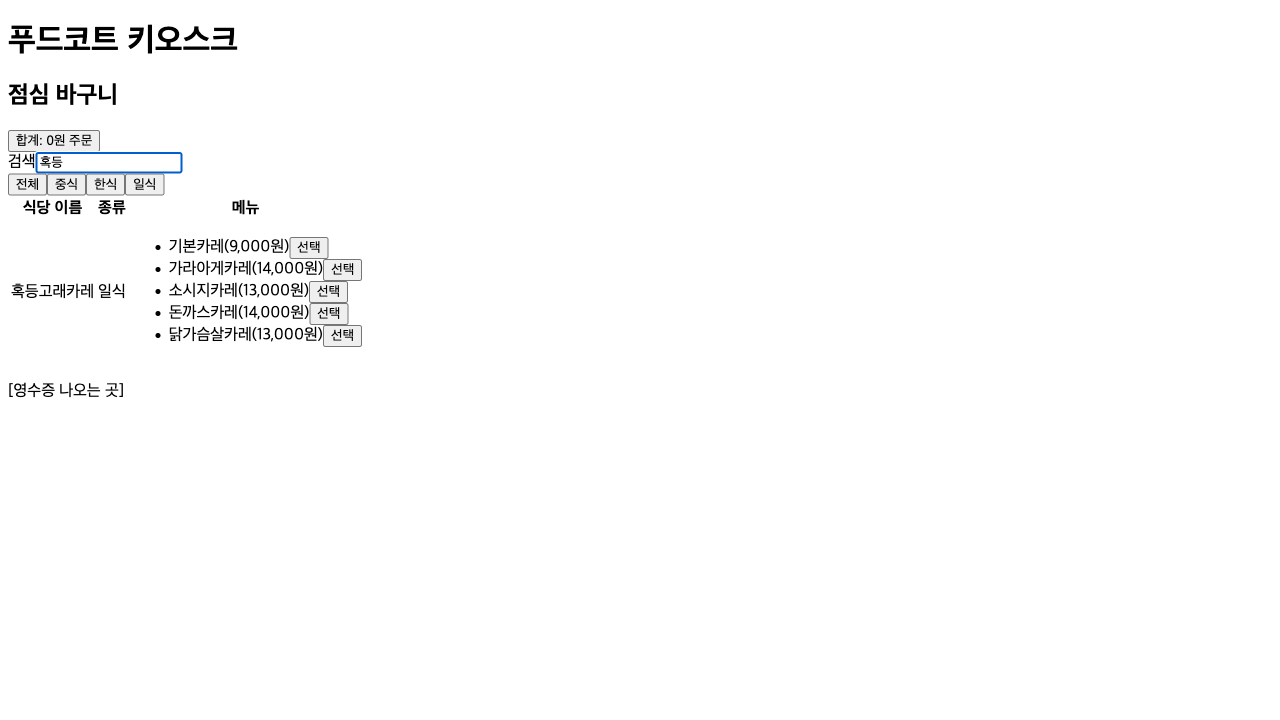 푸드코트 키오스크
점심 바구니
합계: 0원 주문
검색 혹등
전체 중식 한식 일식
식당 이름 종류 메뉴
기본카레(9,000원) 선택
가라아게카레(14,000원) 선택
혹등고래카레 일식 소시지카레(13,000원) 선택
돈까스카레(14,000원) 선택
닭가슴살카레(13,000원) 선택
[영수증 나오는 곳]